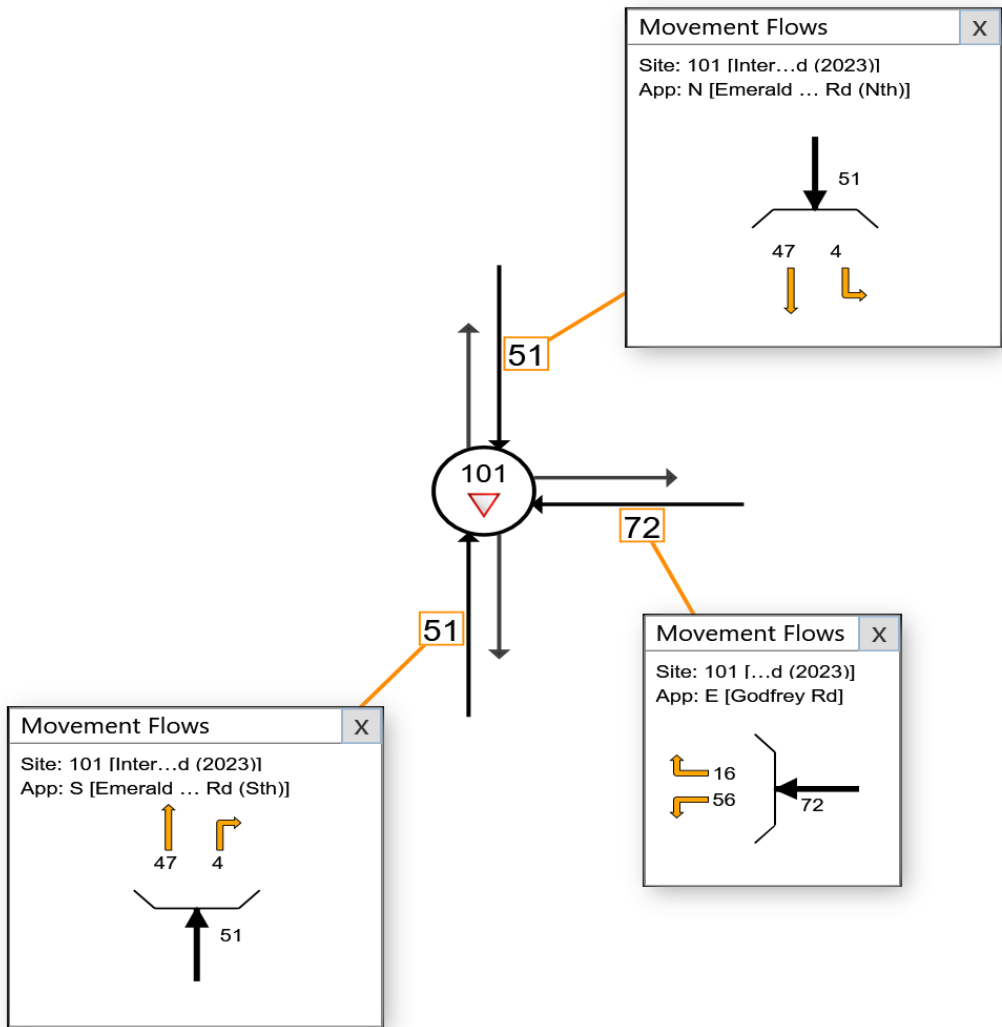 Movement Flows X
Site: 101 [Inter...d (2023)]
App: N [Emerald ... Rd (Nth)]
51
47 4
51
101
72
51
Movement Flows X
Site: 101 [...d (2023)]
App: E [Godfrey Rd]
16
56
72
Movement Flows X
Site: 101 [Inter...d (2023)]
App: S [Emerald ... Rd (Sth)]
47 4
51